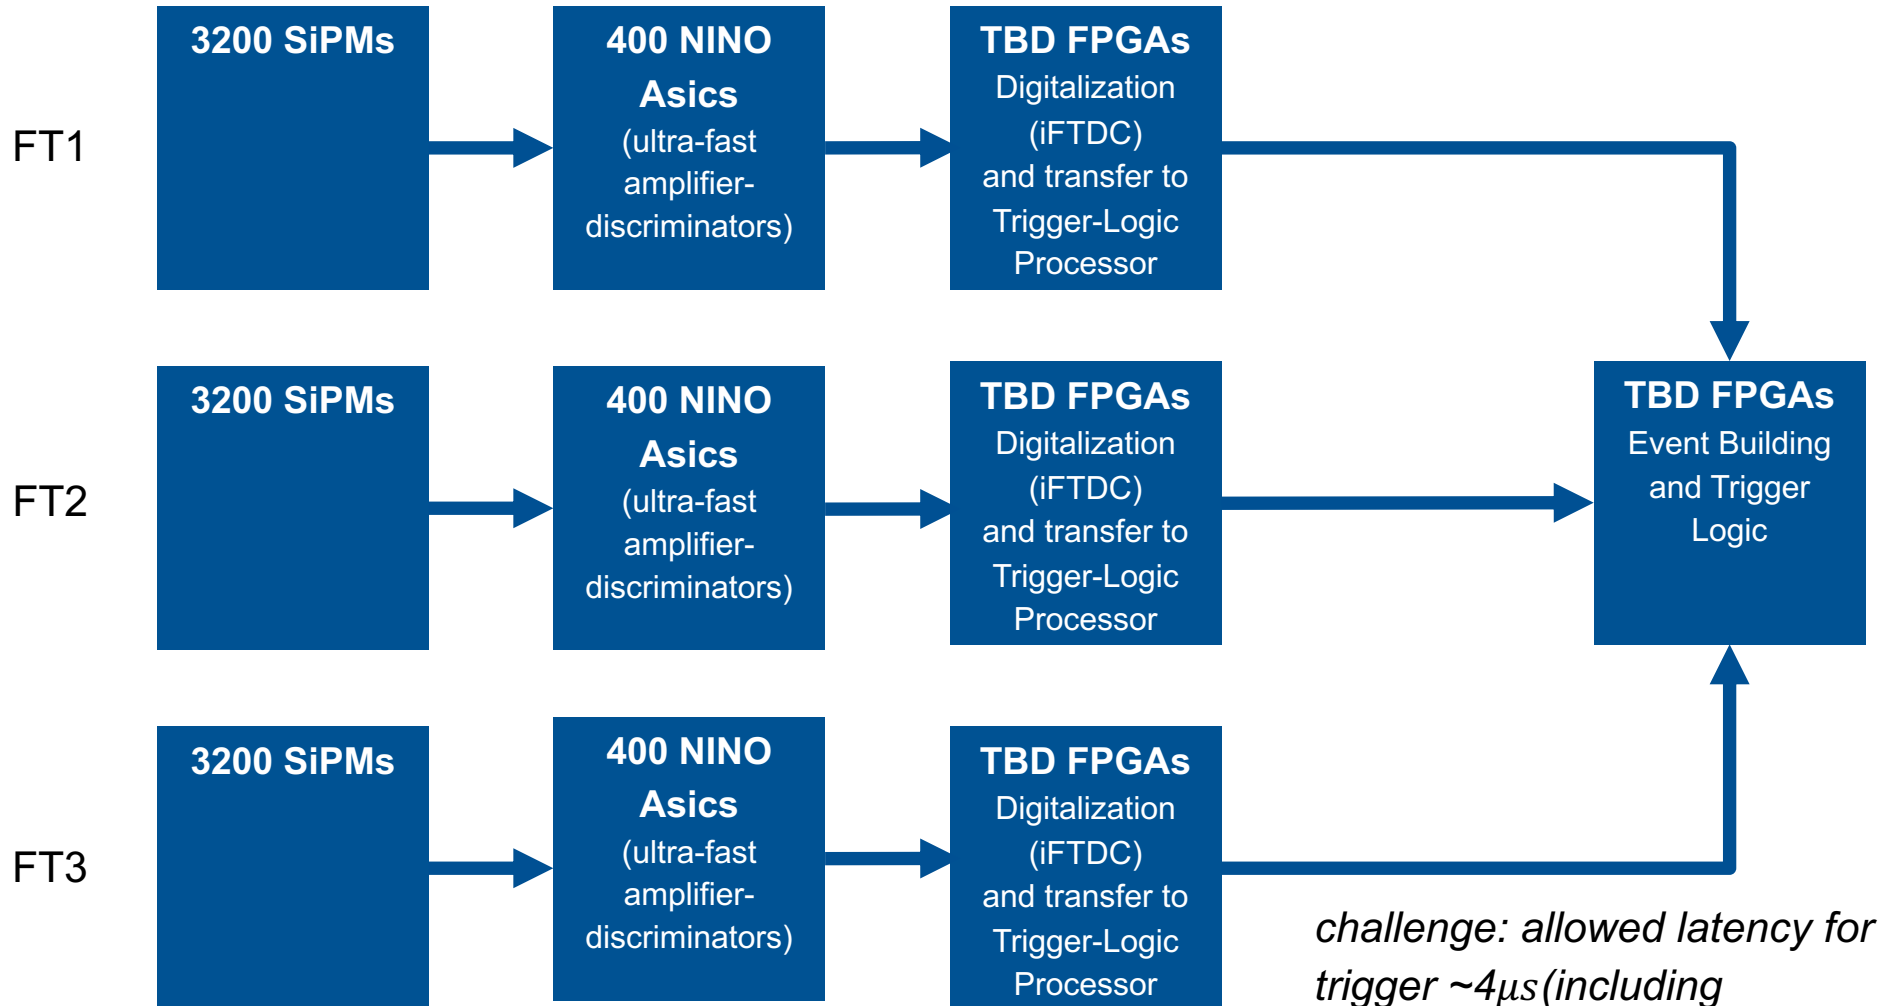 FT1
3200 SiPMs
400 NINO
Asics
(ultra-fast
amplifier-
discriminators)
TBD FPGAs
Digitalization
(iFTDC)
and transfer to
Trigger-Logic
Processor
FT2
3200 SiPMs
400 NINO
Asics
(ultra-fast
amplifier-
discriminators)
TBD FPGAs
Digitalization
(iFTDC)
and transfer to
Trigger-Logic
Processor
TBD FPGAs
Event Building
and Trigger
Logic
FT3
3200 SiPMs
400 NINO
Asics
(ultra-fast
amplifier-
discriminators)
TBD FPGAs
Digitalization
(iFTDC)
and transfer to
Trigger-Logic
Processor
challenge: allowed latency for
trigger ~4μs(including